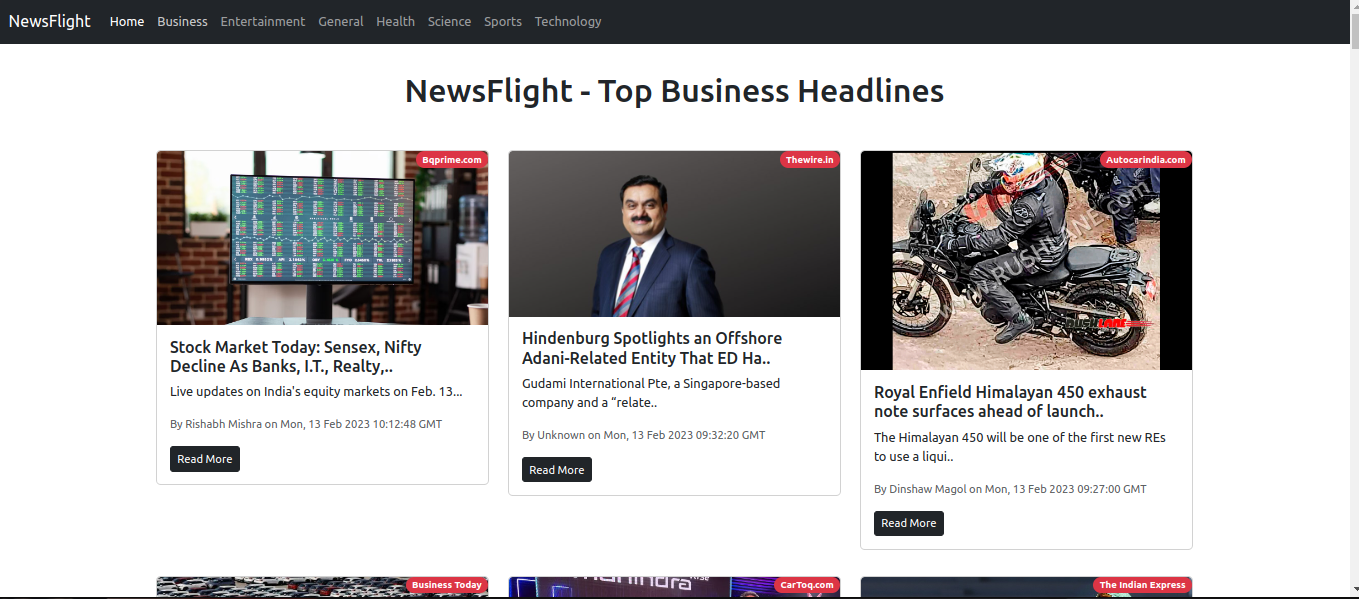 NewsFlight Home Business Entertainment General Health Science Sports Technology
NewsFlight - Top Business Headlines
Bqprime.com
Stock Market Today: Sensex, Nifty
Decline As Banks, I.T., Realty,..
Live updates on India's equity markets on Feb. 13...
By Rishabh Mishra on Mon, 13 Feb 2023 10:12:48 GMT
Read More
Thewire.in
Hindenburg Spotlights an Offshore
Adani-Related Entity That ED Ha..
Gudami International Pte, a Singapore-based
company and a “relate..
By Unknown on Mon, 13 Feb 2023 09:32:20 GMT
Read More
Autocarindia.com
WWW.RUSHLANE.com
RUSHLANE
Royal Enfield Himalayan 450 exhaust
note surfaces ahead of launch..
The Himalayan 450 will be one of the first new REs
to use a liqui..
By Dinshaw Magol on Mon, 13 Feb 2023 09:27:00 GMT
Read More
Business Today
mahindra Rise
CarToq.com
The Indian Express